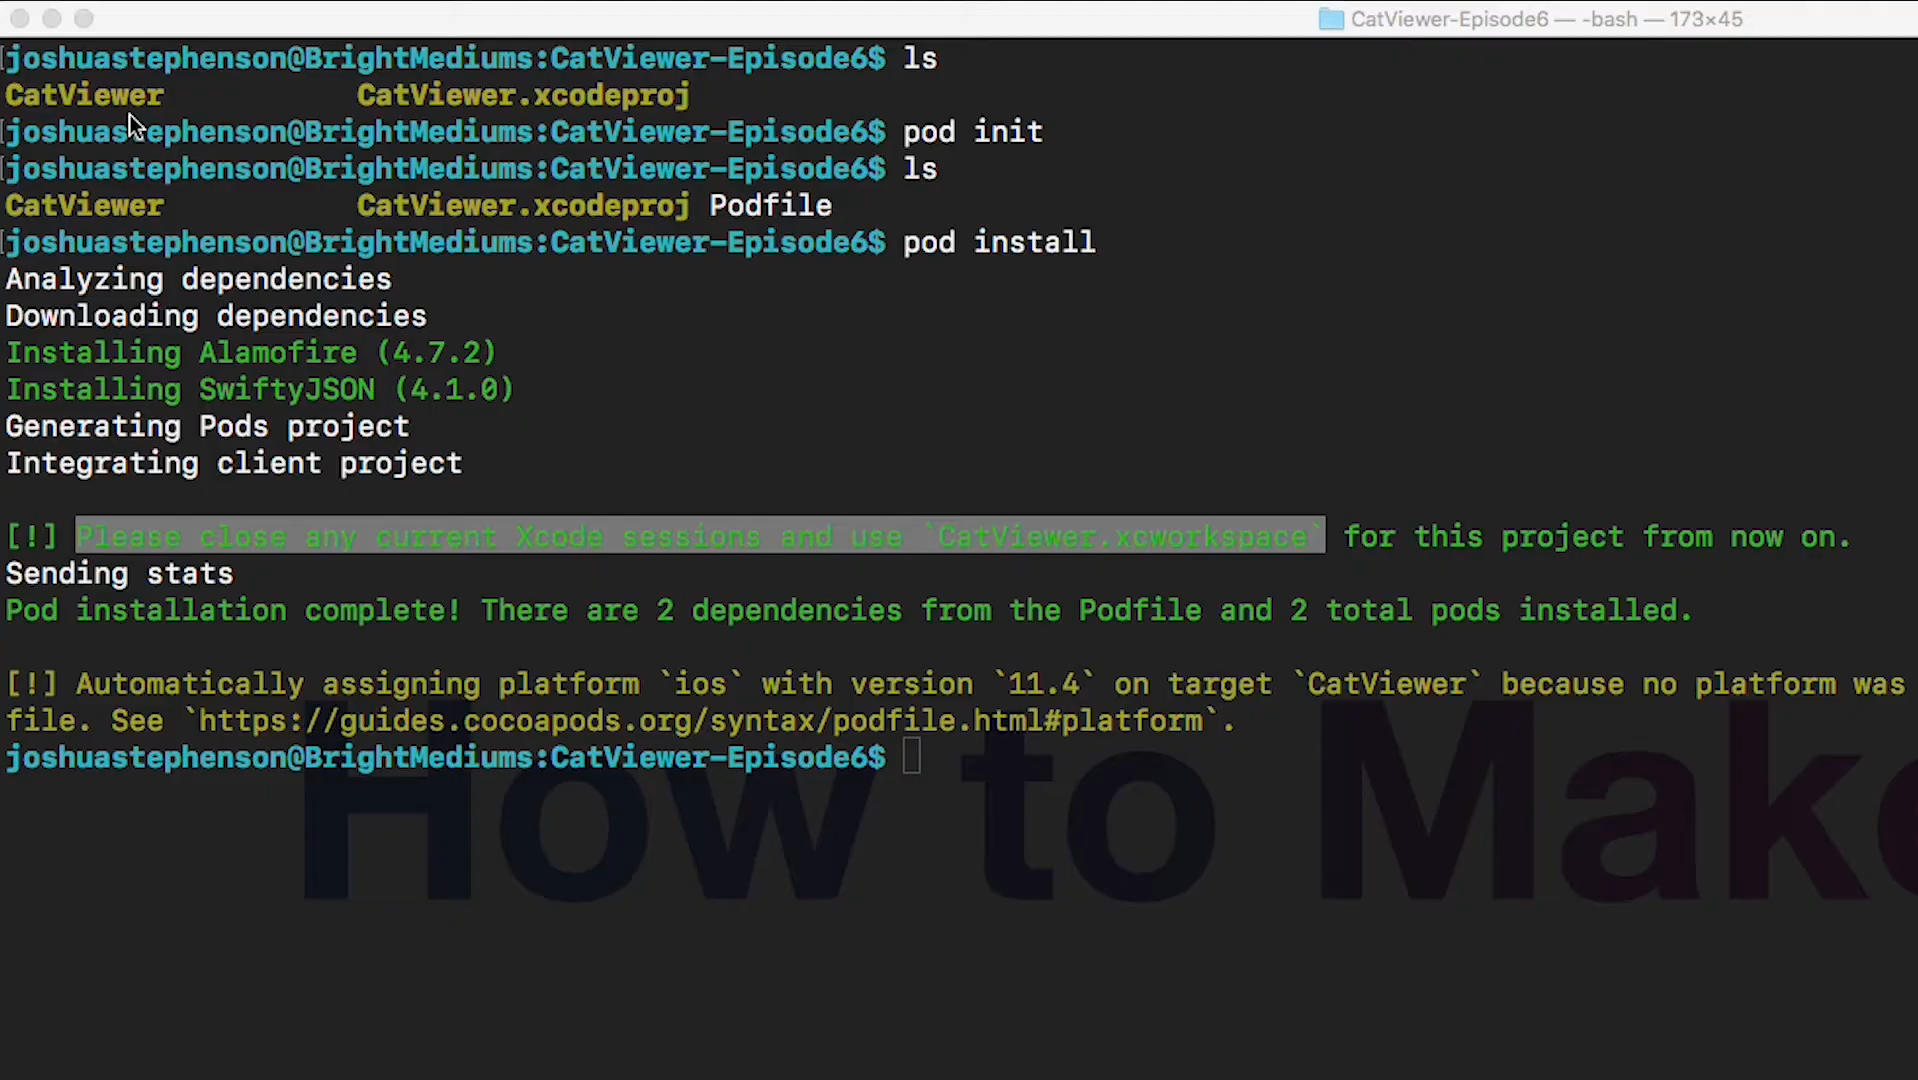 CatViewer-Episode6 — -bash — 173×45
joshuastephenson@BrightMediums:CatViewer-Episode6$ ls
CatViewer CatViewer.xcodeproj
joshuastephenson@BrightMediums:CatViewer-Episode6$ pod init
joshuastephenson@BrightMediums:CatViewer-Episode6$ ls
CatViewer CatViewer.xcodeproj Podfile
joshuastephenson@BrightMediums:CatViewer-Episode6$ pod install
Analyzing dependencies
Downloading dependencies
Installing Alamofire (4.7.2)
Installing SwiftyJSON (4.1.0)
Generating Pods project
Integrating client project
[!] Please close any current Xcode sessions and use `CatViewer.xcworkspace` for this project from now on.
Sending stats
Pod installation complete! There are 2 dependencies from the Podfile and 2 total pods installed.
[!] Automatically assigning platform `ios` with version `11.4` on target `CatViewer` because no platform was
file. See `https://guides.cocoapods.org/syntax/podfile.html#platform`.
joshuastephenson@BrightMediums:CatViewer-Episode6$
How to Make